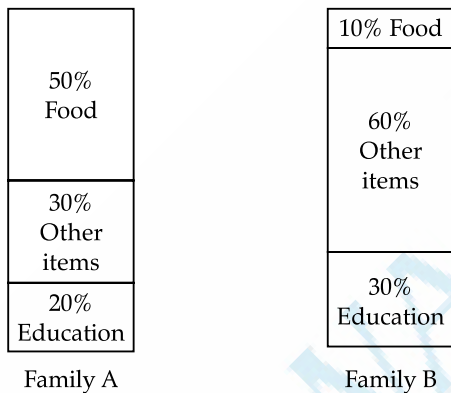 50%
Food
30%
Other
items
20%
Education
Family A
10% Food
60%
Other
items
30%
Education
Family B